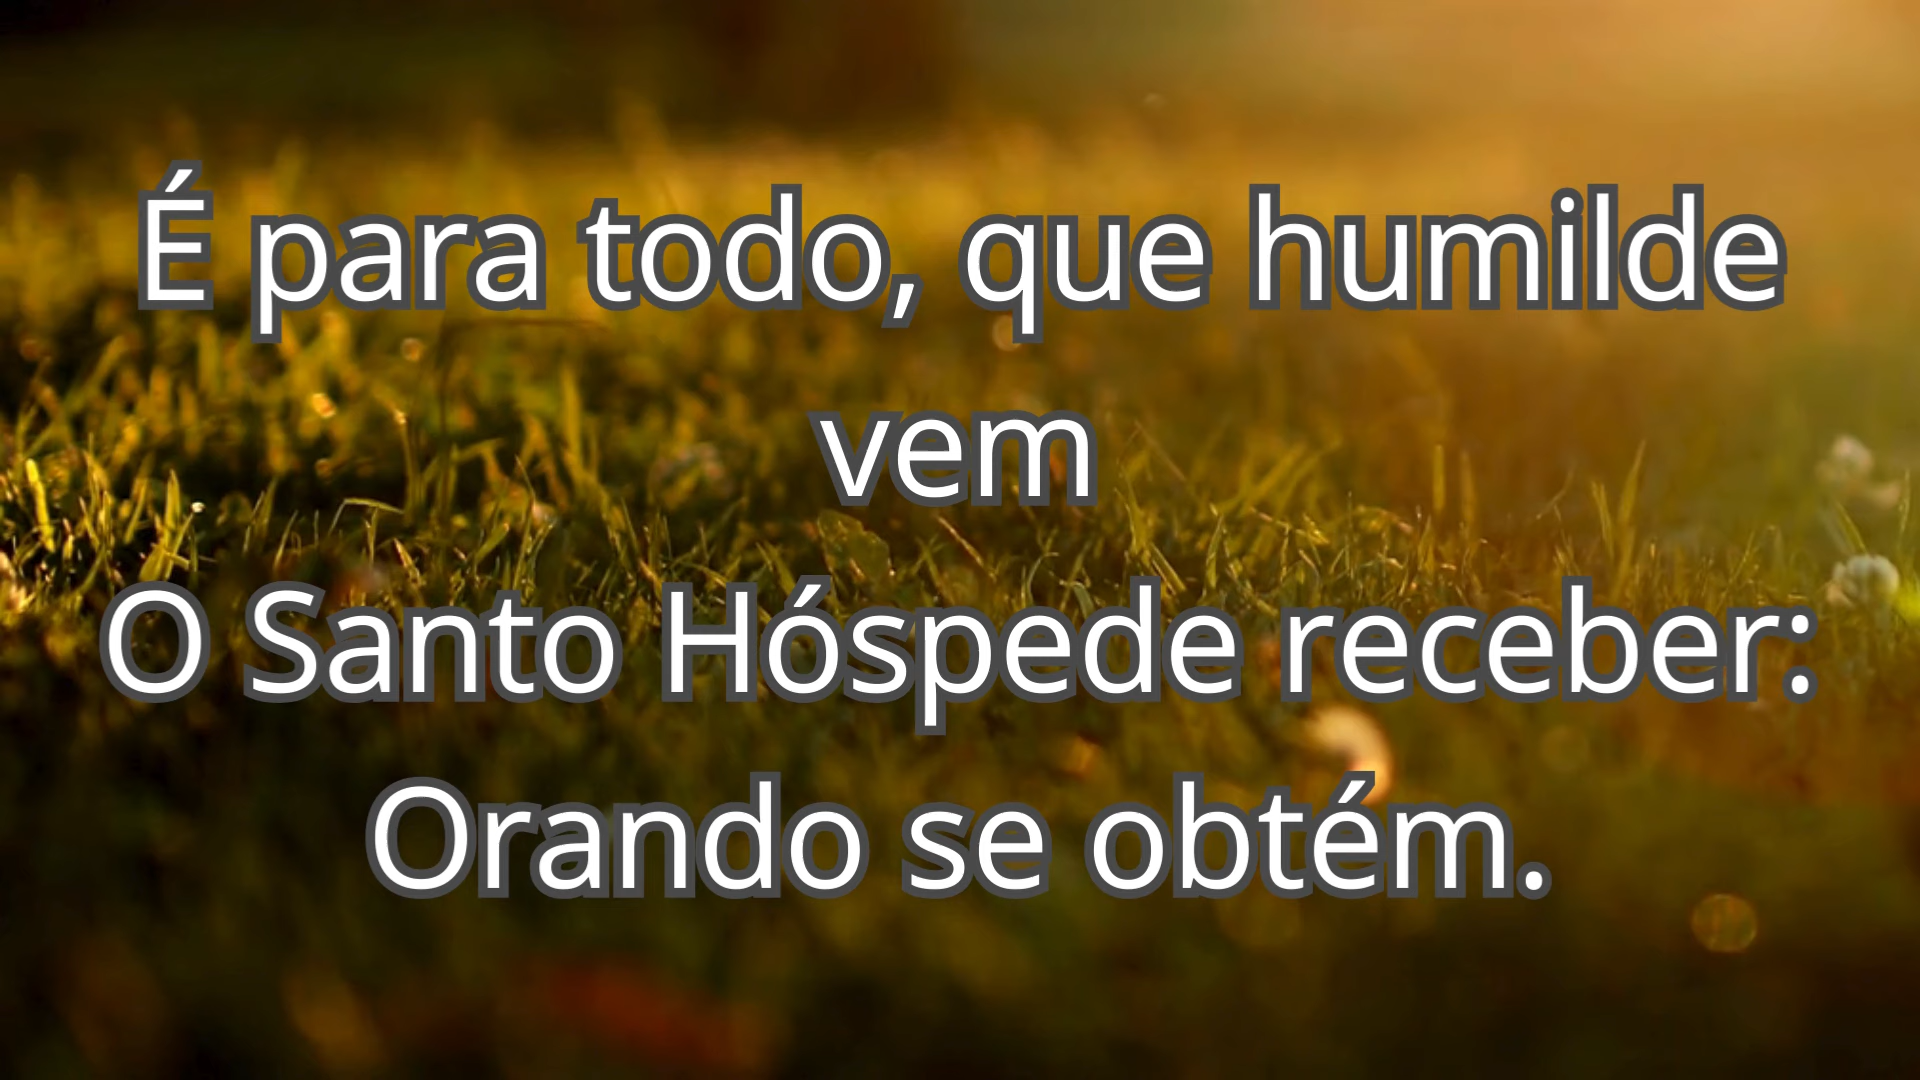 É para todo, que humilde
vem
O Santo Hóspede receber:
Orando se obtém.